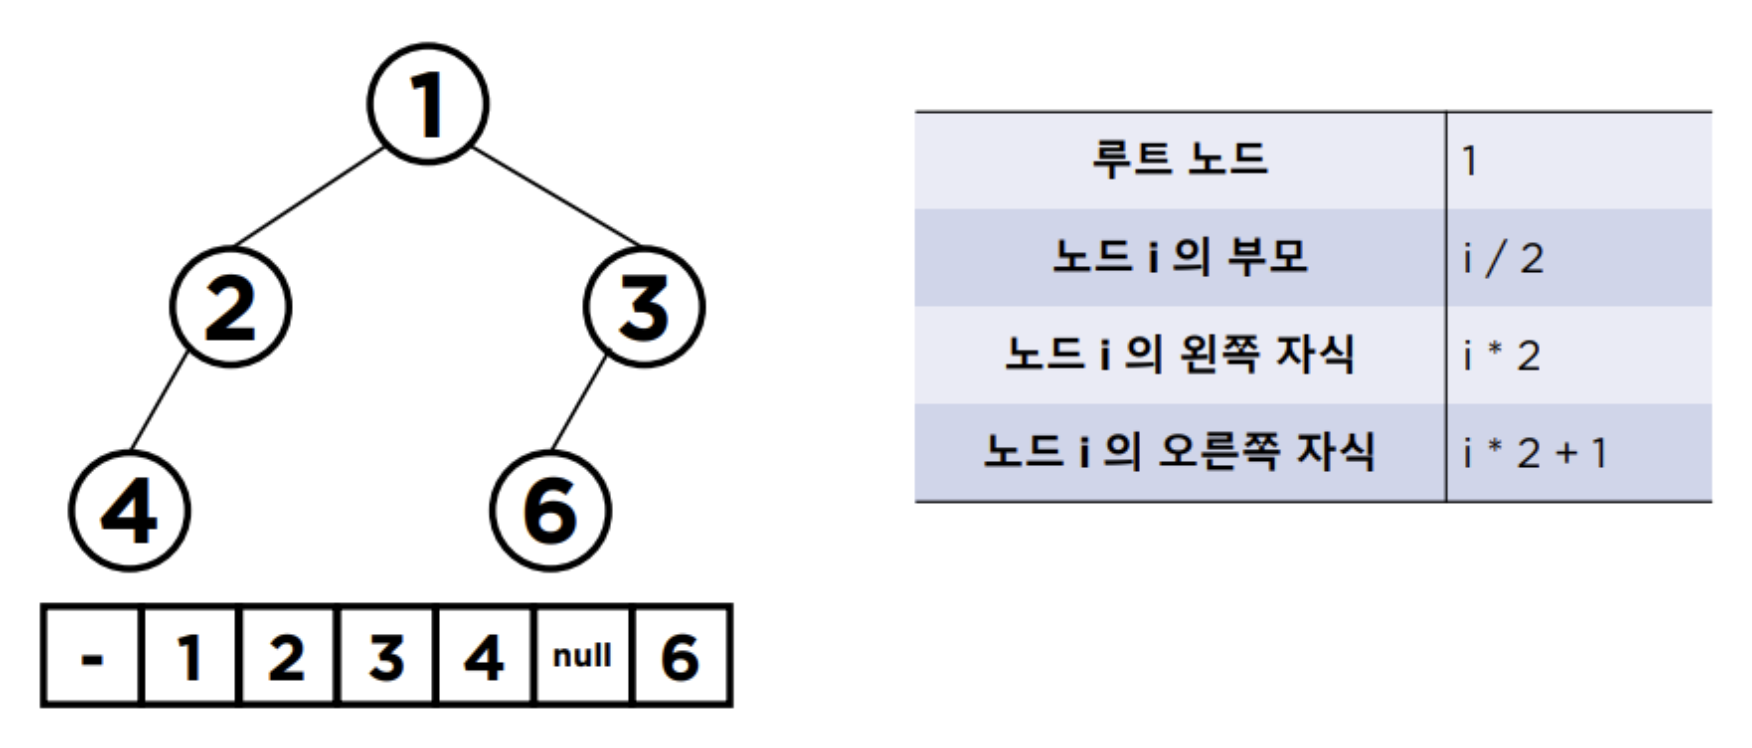 1
2
3
4
6
- 1 2 3 4 null 6
루트 노드 1
노드 i 의 부모 i / 2
노드 i 의 왼쪽 자식 i * 2
노드 i 의 오른쪽 자식 i * 2 + 1